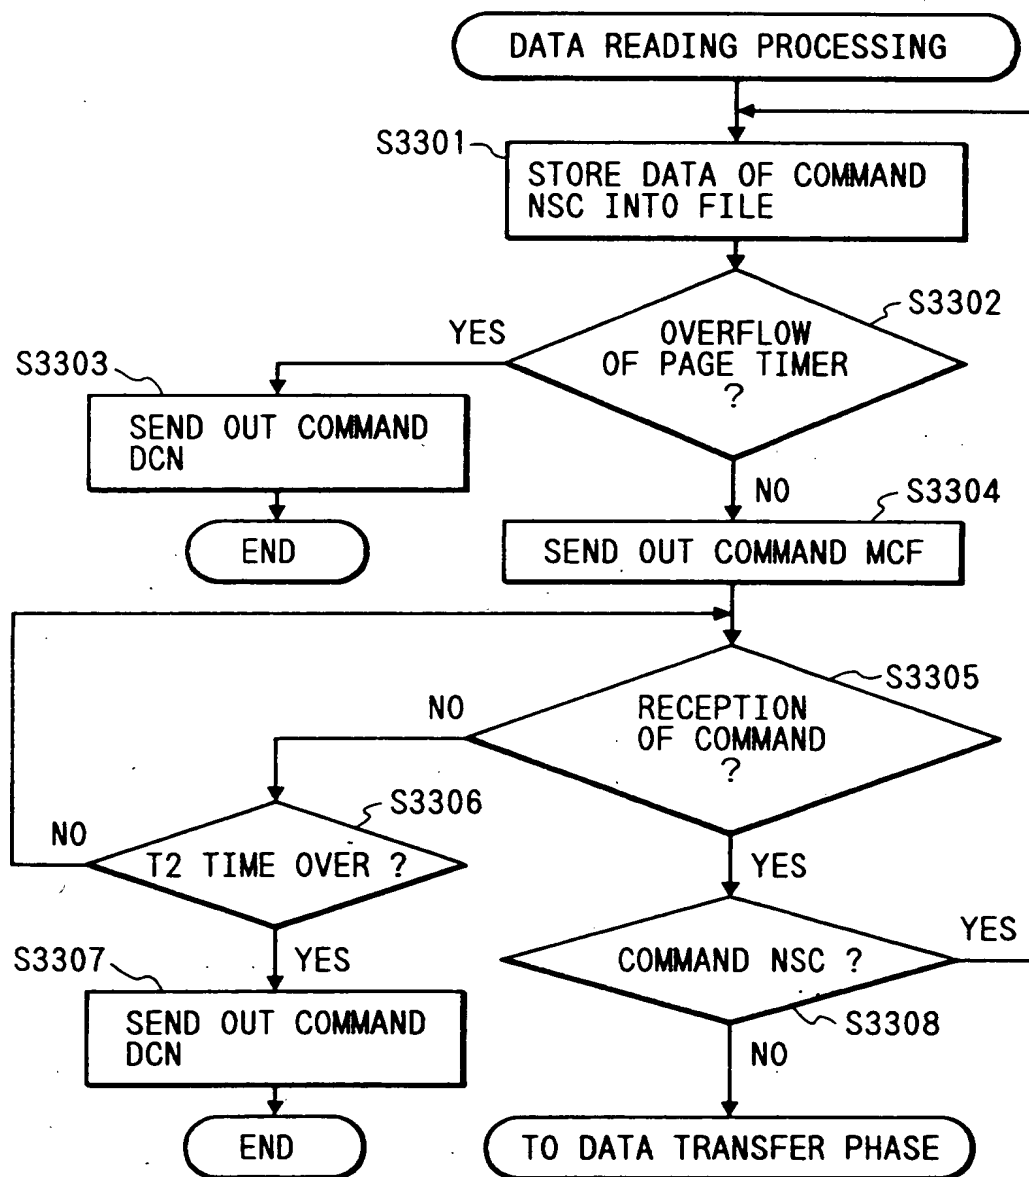 DATA READING PROCESSING
S3301
STORE DATA OF COMMAND
NSC INTO FILE
S3302
YES
OVERFLOW
OF PAGE TIMER
?
S3303
SEND OUT COMMAND
DCN
NO
S3304
END
SEND OUT COMMAND MCF
S3305
NO
RECEPTION
OF COMMAND
?
S3306
NO
T2 TIME OVER ?
YES
YES
COMMAND NSC ?
YES
S3307
SEND OUT COMMAND
DCN
S3308
NO
END
TO DATA TRANSFER PHASE